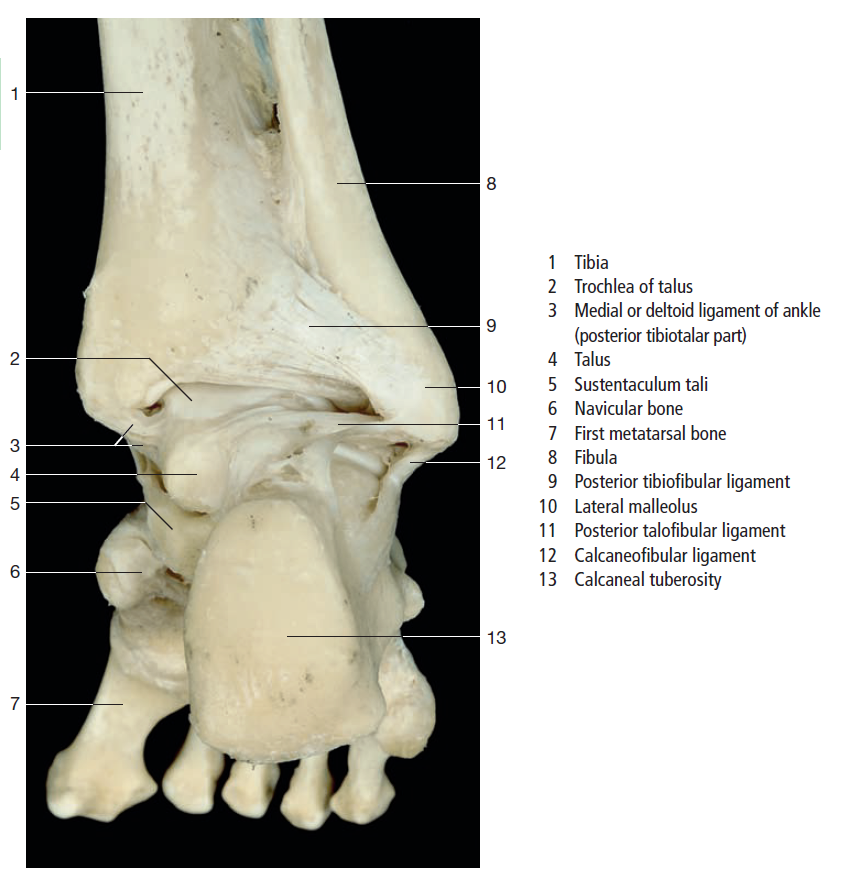 1
2
3
4
5
6
7
8
9
10
11
12
13
1 Tibia
2 Trochlea of talus
3 Medial or deltoid ligament of ankle
(posterior tibiotalar part)
4 Talus
5 Sustentaculum tali
6 Navicular bone
7 First metatarsal bone
8 Fibula
9 Posterior tibiofibular ligament
10 Lateral malleolus
11 Posterior talofibular ligament
12 Calcaneofibular ligament
13 Calcaneal tuberosity